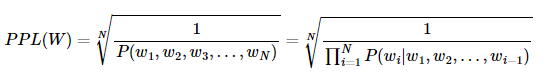 PPL(W) = \sqrt[N]{\frac{1}{P(w_1, w_2, w_3, \ldots, w_N)}} = \sqrt[N]{\frac{1}{\prod_{i=1}^{N} P(w_i|w_1, w_2, \ldots, w_{i-1})}}